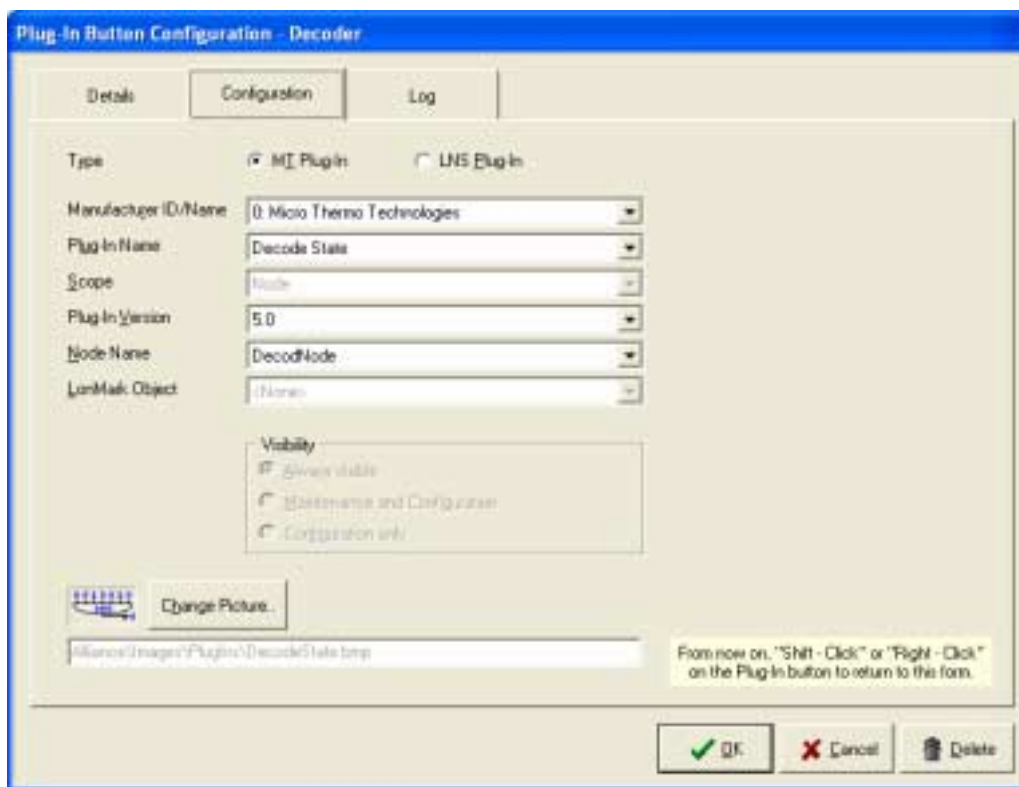 Plug-In Button Configuration - Decoder
Details Configuration Log
Type MT Plug-In LNS Plug-In
Manufacturer ID/Name 0: Micro Thermo Technologies
Plug-In Name Decode State
Scope Node
Plug-In Version 5.0
Node Name DecodNode
LonMark Object <None>
Visibility
Always visible
Maintenance and Configuration
Configuration only
Change Picture..
Alliance\Images\PlugIns\DecodeState.bmp
From now on, "Shift - Click" or "Right - Click"
on the Plug-In button to return to this form.
OK Cancel Delete